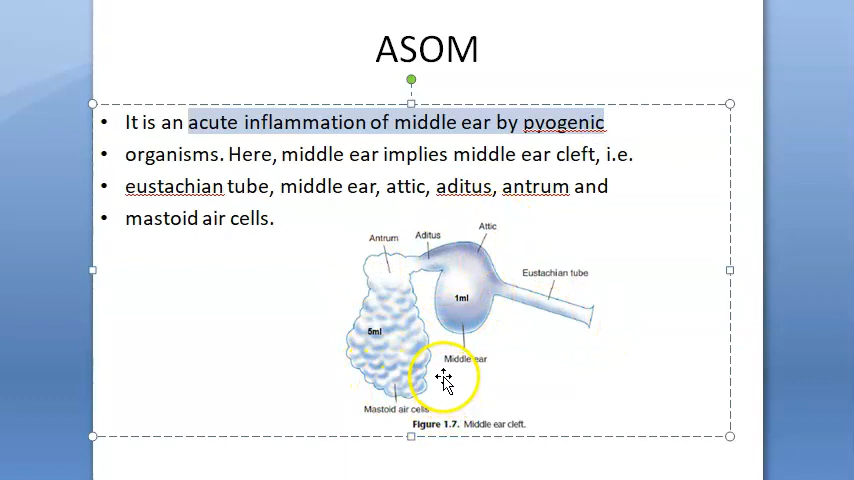 ASOM
• It is an acute inflammation of middle ear by pyogenic
• organisms. Here, middle ear implies middle ear cleft, i.e.
• eustachian tube, middle ear, attic, aditus, antrum and
• mastoid air cells.
Attic
Aditus
Antrum
Eustachian tube
1ml
5ml
Middle ear
Mastoid air cells
Figure 1.7. Middle ear cleft.